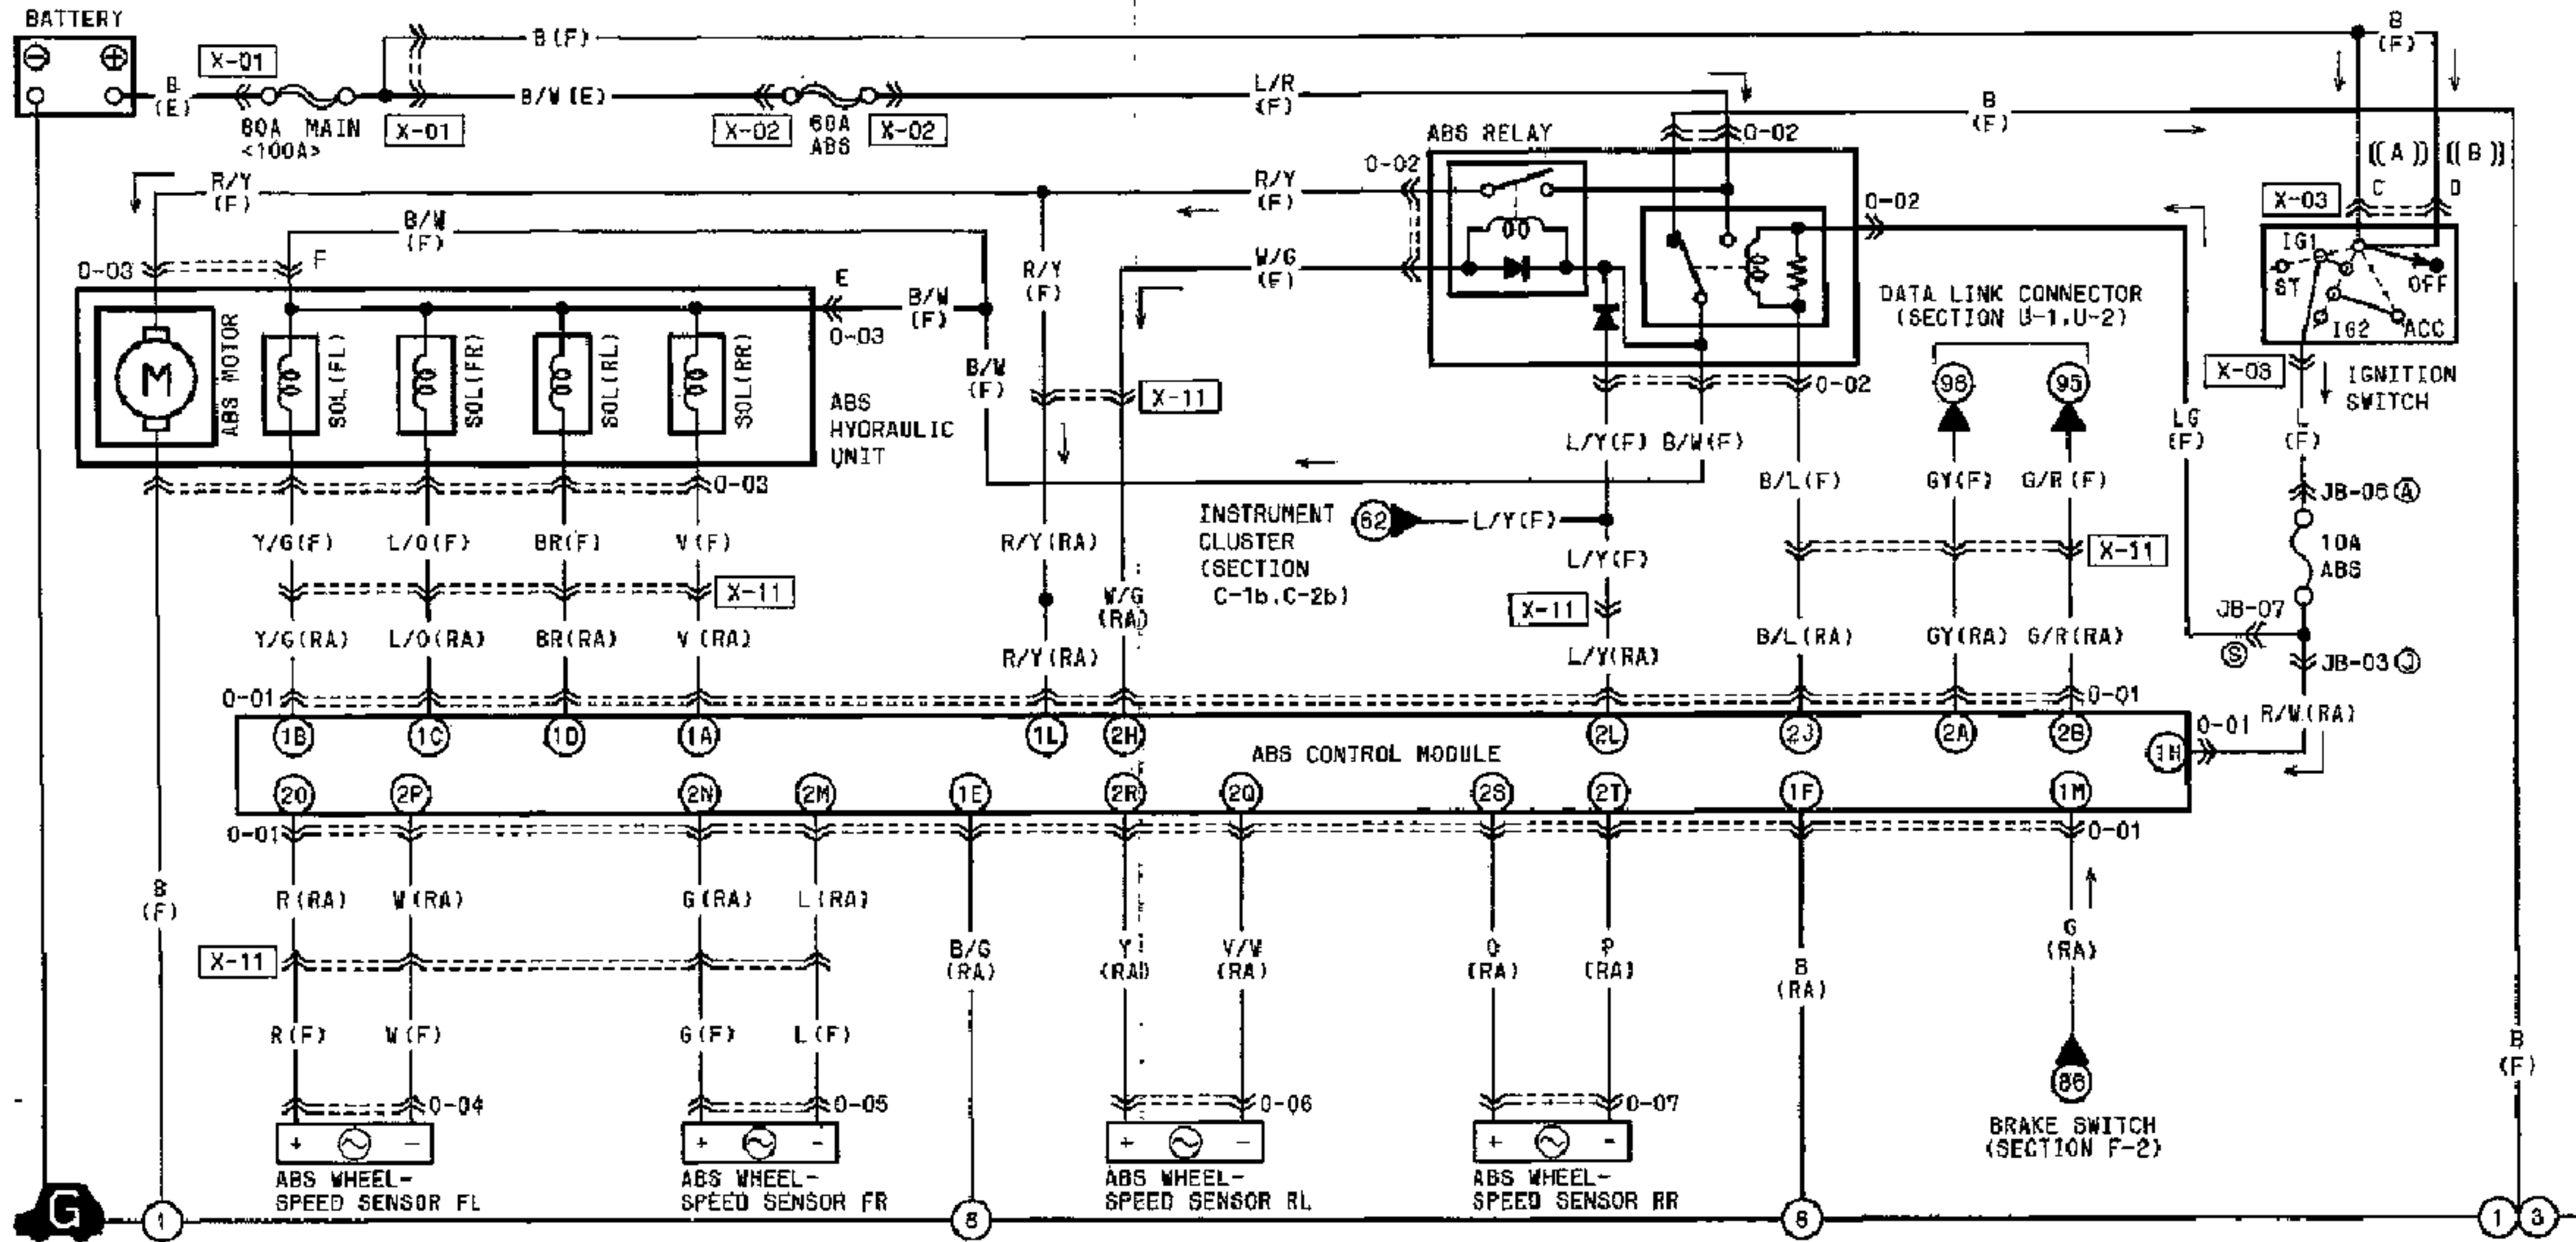 BATTERY
X-01
B
(E)
80A MAIN
<100A>
X-01
B(F)
B/W(E)
X-02
60A
ABS
X-02
L/R
(F)
ABS RELAY
0-02
0-02
B
(F)
B
(F)
((A)) ((B))
C D
X-03
R/Y
(F)
B/W
(F)
0-03
F
R/Y
(F)
R/Y
(F)
W/G
(F)
0-02
IG1
ST
OFF
IG2
ACC
E
B/W
(F)
0-03
DATA LINK CONNECTOR
(SECTION U-1,U-2)
M
ABS MOTOR
SOL(FL)
SOL(FR)
SOL(RL)
SOL(RR)
ABS
HYDRAULIC
UNIT
B/W
(F)
X-11
0-02
98
95
X-03
IGNITION
SWITCH
L/Y(F)
B/W(F)
LG
(F)
L
(F)
0-03
B/L(F)
GY(F)
G/R(F)
JB-06 A
INSTRUMENT
CLUSTER
(SECTION
C-1b,C-2b)
62
L/Y(F)
Y/G(F)
L/O(F)
BR(F)
V(F)
R/Y(RA)
L/Y(F)
X-11
10A
ABS
X-11
W/G
(RA)
X-11
JB-07
S
Y/G(RA)
L/O(RA)
BR(RA)
V(RA)
R/Y(RA)
L/Y(RA)
B/L(RA)
GY(RA)
G/R(RA)
JB-03 J
0-01
0-01
R/W(RA)
0-01
1B
1C
1D
1A
1L
2H
2L
2J
2A
2B
ABS CONTROL MODULE
2O
2P
2N
2M
1E
2R
2Q
2S
2T
1F
1M
0-01
0-01
B
(F)
R(RA)
W(RA)
G(RA)
L(RA)
X-11
B/G
(RA)
Y
(RA)
V/W
(RA)
O
(RA)
P
(RA)
B
(RA)
G
(RA)
R(F)
W(F)
G(F)
L(F)
B
(F)
86
BRAKE SWITCH
(SECTION F-2)
0-04
0-05
0-06
0-07
+ -
+ -
+ -
+ -
ABS WHEEL-
SPEED SENSOR FL
ABS WHEEL-
SPEED SENSOR FR
ABS WHEEL-
SPEED SENSOR RL
ABS WHEEL-
SPEED SENSOR RR
G
1
1
3